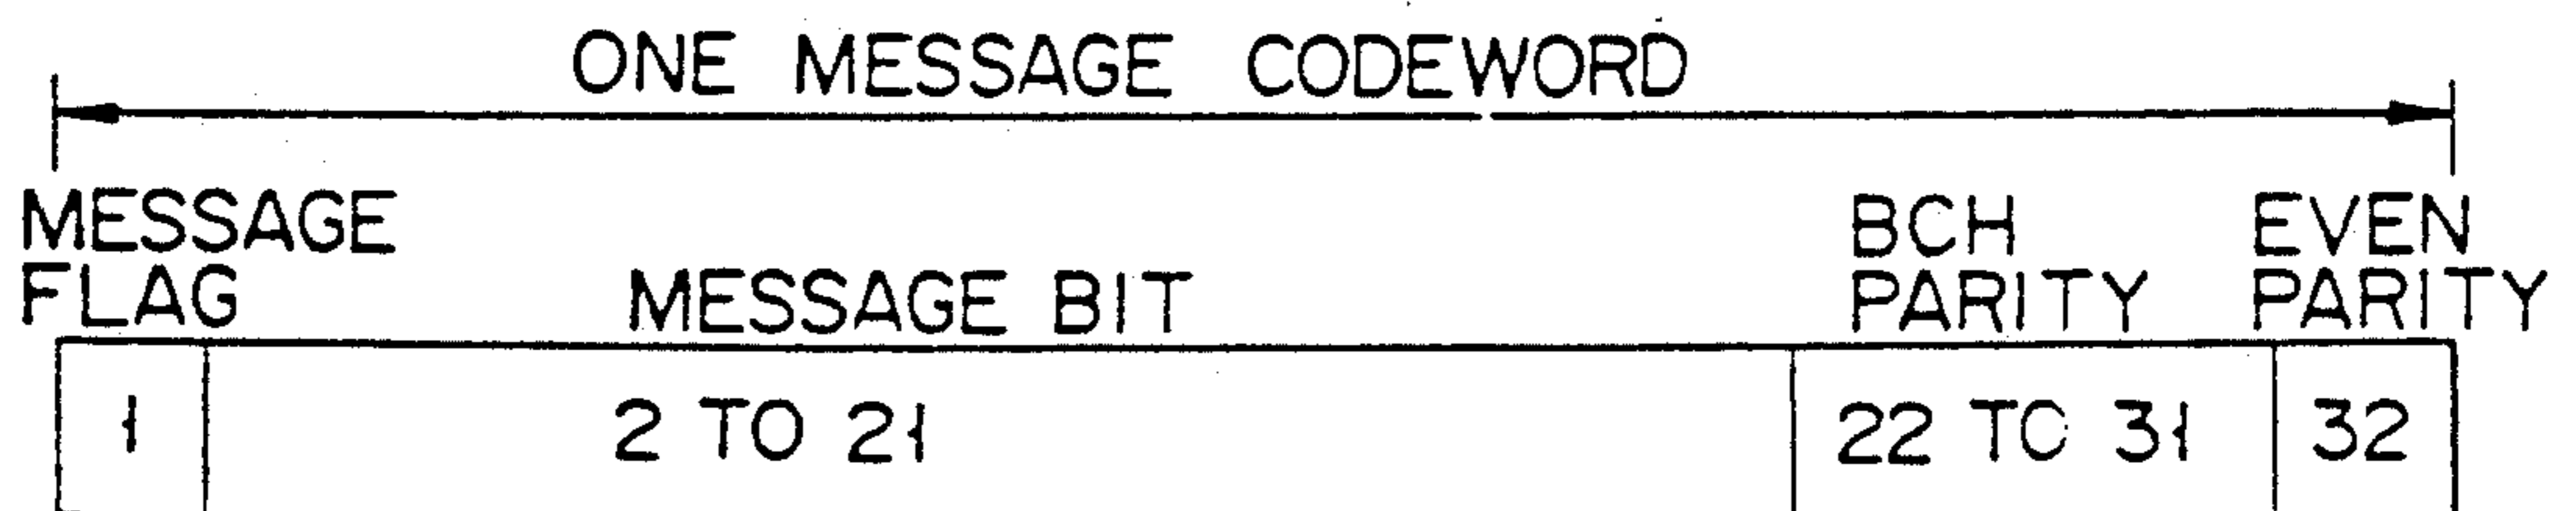 ONE MESSAGE CODEWORD
MESSAGE FLAG
MESSAGE BIT
BCH PARITY
EVEN PARITY
1
2 TO 21
22 TO 31
32